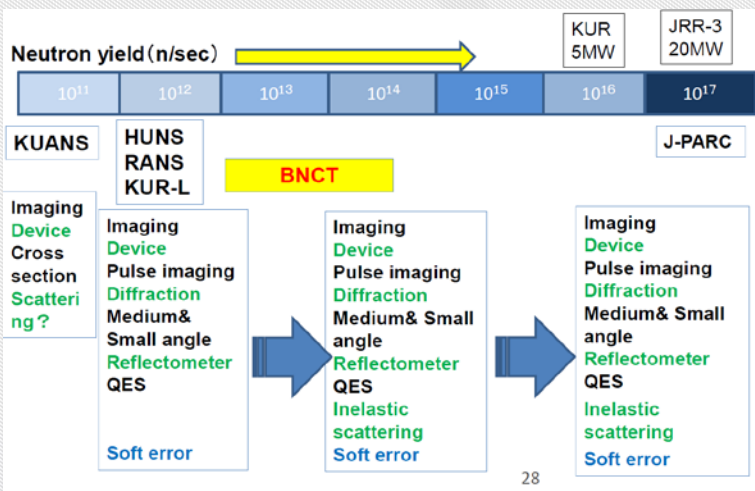 KUR
5MW
JRR-3
20MW
Neutron yield(n/sec)
10¹¹
10¹²
10¹³
10¹⁴
10¹⁵
10¹⁶
10¹⁷
KUANS
HUNS
RANS
KUR-L
BNCT
J-PARC
Imaging
Device
Cross
section
Scatteri
ng?
Imaging
Device
Pulse imaging
Diffraction
Medium&
Small angle
Reflectometer
QES
Soft error
Imaging
Device
Pulse imaging
Diffraction
Medium& Small
angle
Reflectometer
QES
Inelastic
scattering
Soft error
Imaging
Device
Pulse imaging
Diffraction
Medium& Small
angle
Reflectometer
QES
Inelastic
scattering
Soft error
28